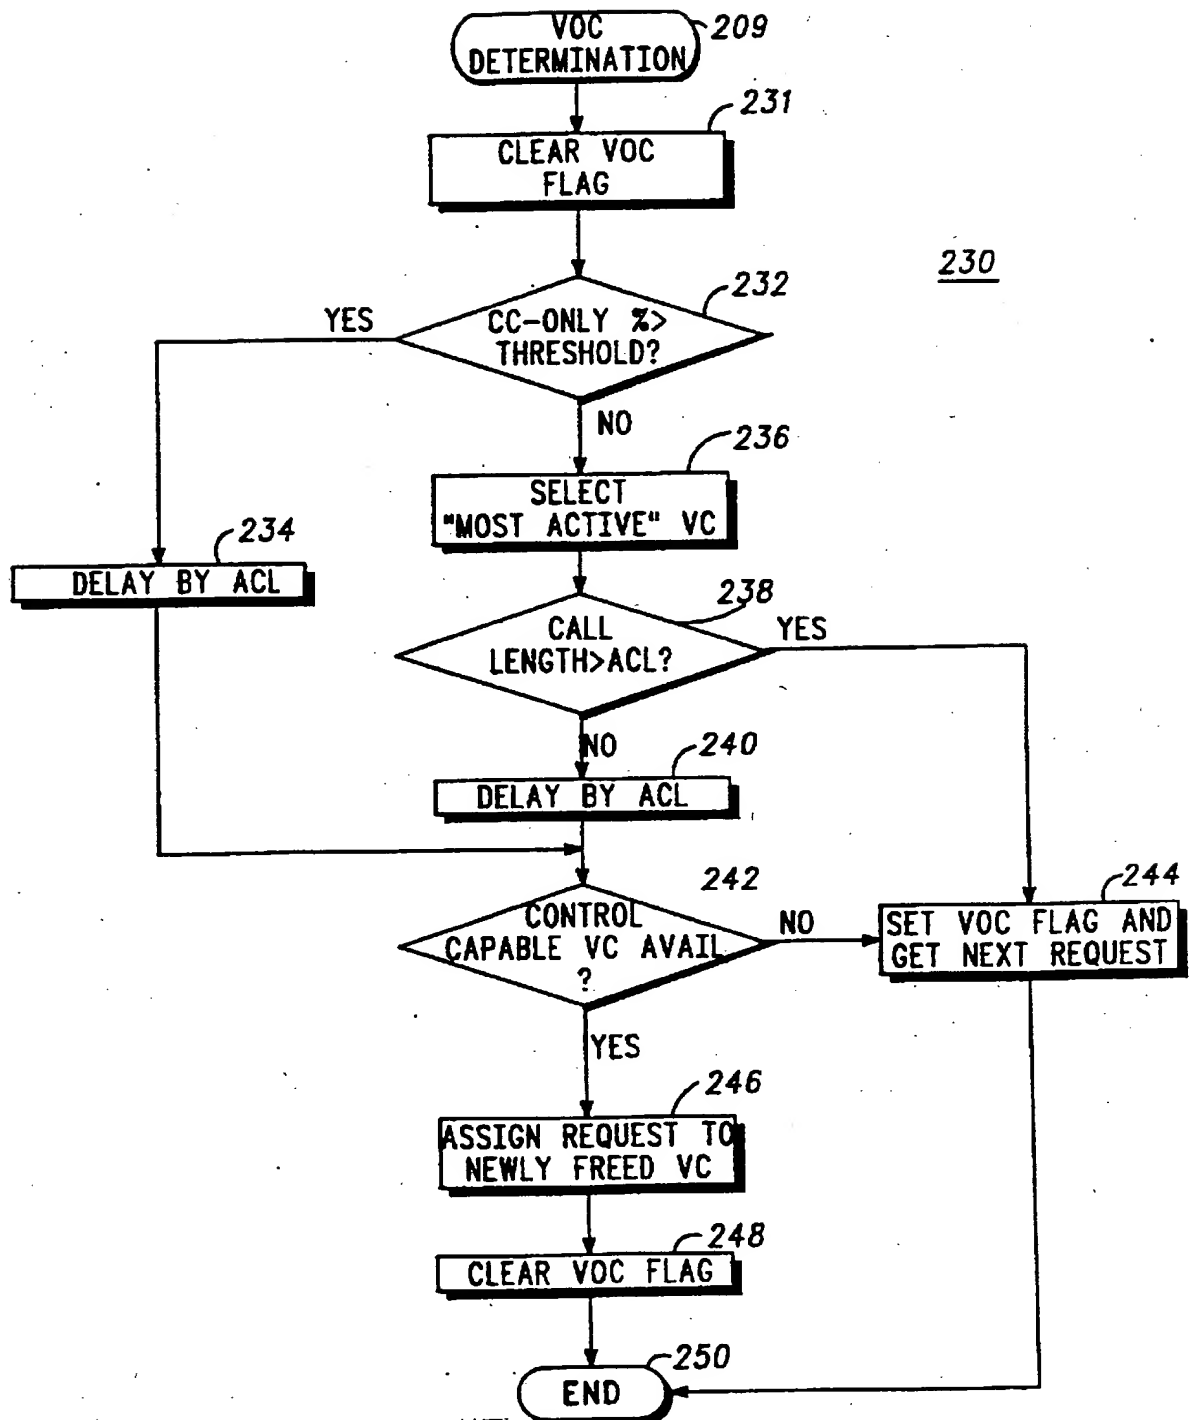 VOC
DETERMINATION
209
231
CLEAR VOC
FLAG
230
232
YES
CC-ONLY %>
THRESHOLD?
NO
236
SELECT
"MOST ACTIVE" VC
234
DELAY BY ACL
238
CALL
LENGTH>ACL?
YES
NO
240
DELAY BY ACL
242
CONTROL
CAPABLE VC AVAIL
?
NO
244
SET VOC FLAG AND
GET NEXT REQUEST
YES
246
ASSIGN REQUEST TO
NEWLY FREED VC
248
CLEAR VOC FLAG
250
END